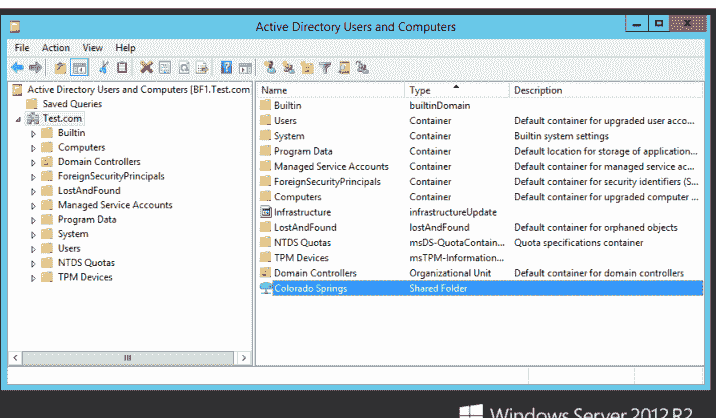 Active Directory Users and Computers
File Action View Help
Active Directory Users and Computers [BF1.Test.com
Saved Queries
Test.com
Builtin
Computers
Domain Controllers
ForeignSecurityPrincipals
LostAndFound
Managed Service Accounts
Program Data
System
Users
NTDS Quotas
TPM Devices
Name Type Description
Builtin builtinDomain
Users Container Default container for upgraded user acco...
System Container Builtin system settings
Program Data Container Default location for storage of application...
Managed Service Accounts Container Default container for managed service ac...
ForeignSecurityPrincipals Container Default container for security identifiers (S...
Computers Container Default container for upgraded computer ...
Infrastructure infrastructureUpdate
LostAndFound lostAndFound Default container for orphaned objects
NTDS Quotas msDS-QuotaContain... Quota specifications container
TPM Devices msTPM-Information...
Domain Controllers Organizational Unit Default container for domain controllers
Colorado Springs Shared Folder
Windows Server 2012 R2